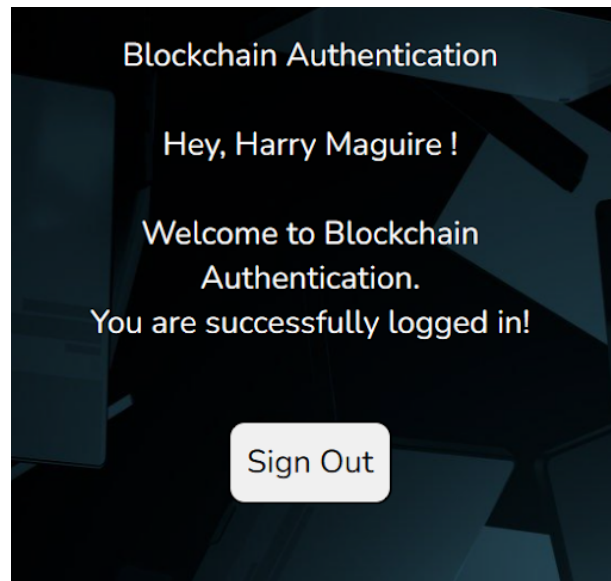 Blockchain Authentication
Hey, Harry Maguire !
Welcome to Blockchain
Authentication.
You are successfully logged in!
Sign Out